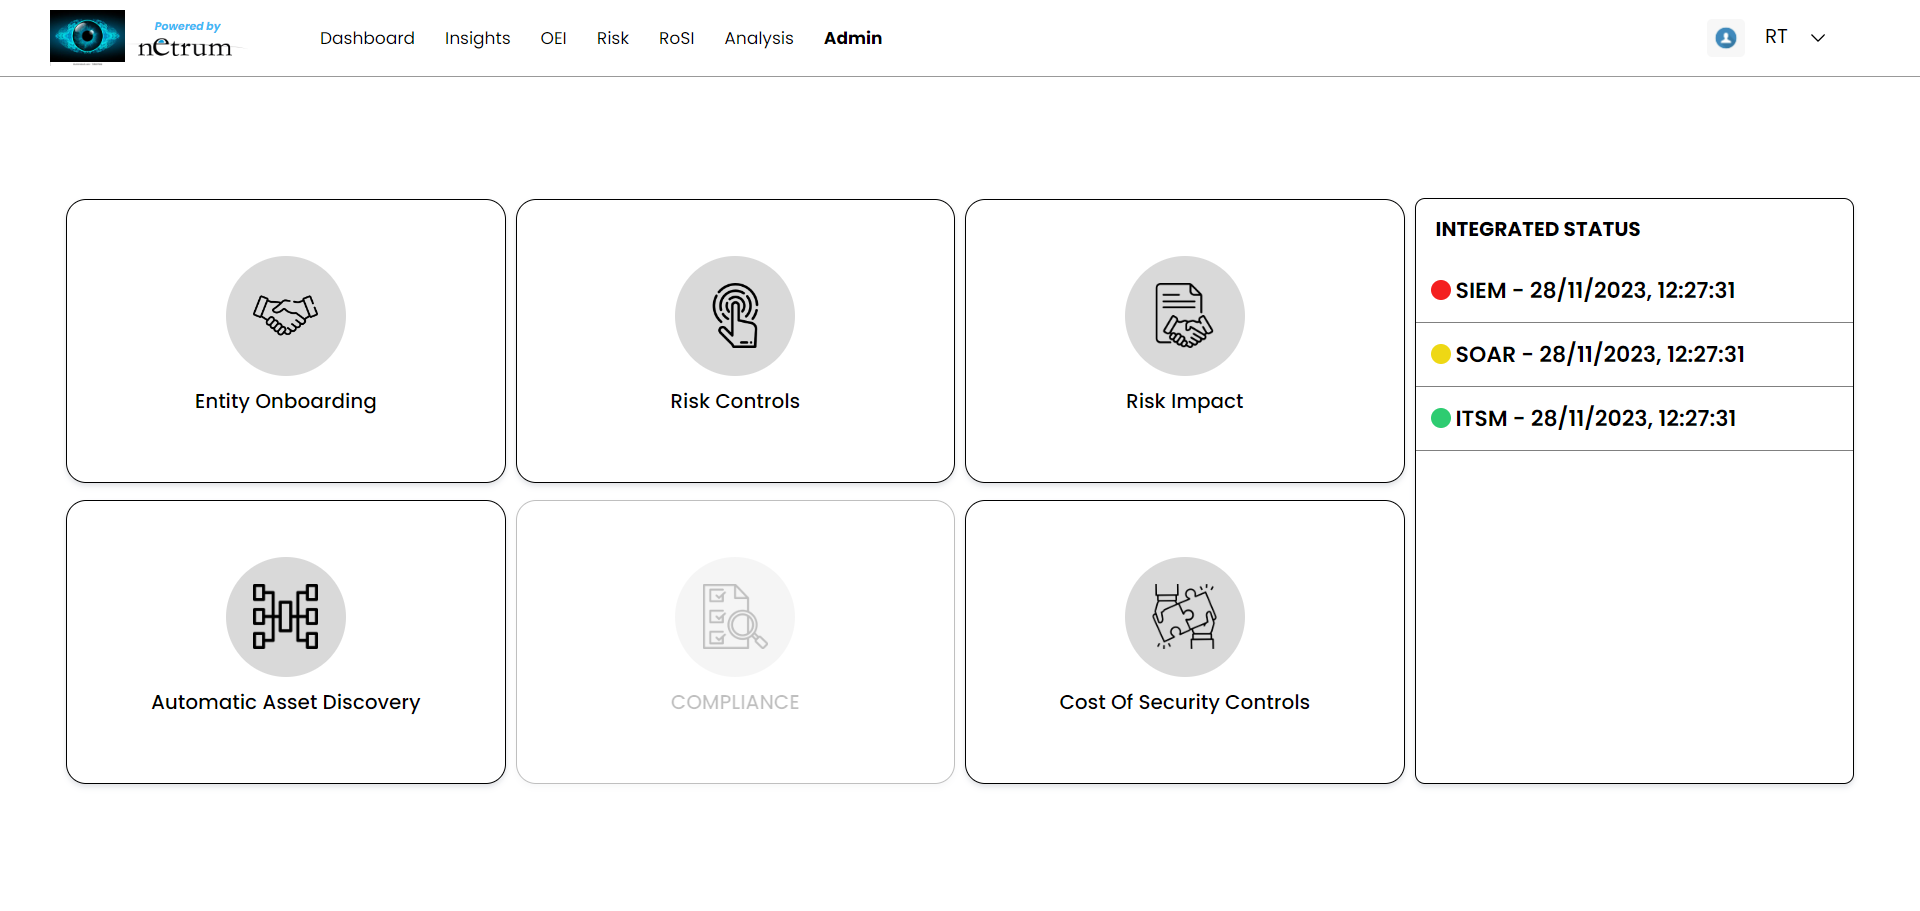 Powered by
netrum
Dashboard Insights OEI Risk RoSI Analysis Admin
RT
Entity Onboarding
Risk Controls
Risk Impact
Automatic Asset Discovery
COMPLIANCE
Cost Of Security Controls
INTEGRATED STATUS
SIEM - 28/11/2023, 12:27:31
SOAR - 28/11/2023, 12:27:31
ITSM - 28/11/2023, 12:27:31